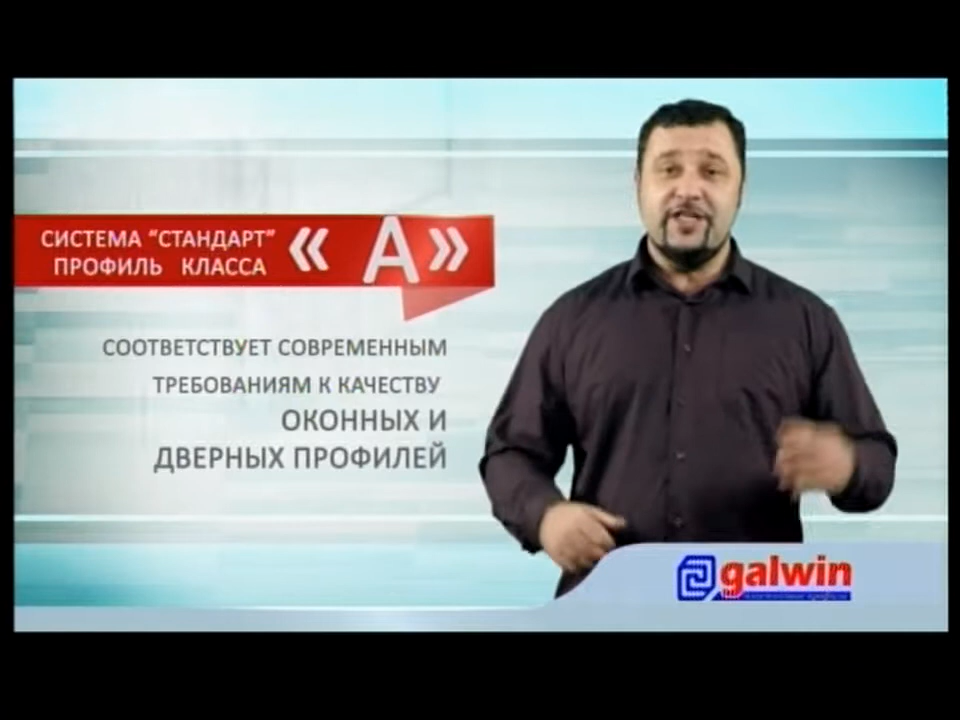 СИСТЕМА “СТАНДАРТ”
ПРОФИЛЬ КЛАССА « А»
СООТВЕТСТВУЕТ СОВРЕМЕННЫМ
ТРЕБОВАНИЯМ К КАЧЕСТВУ
ОКОННЫХ И
ДВЕРНЫХ ПРОФИЛЕЙ
galwin